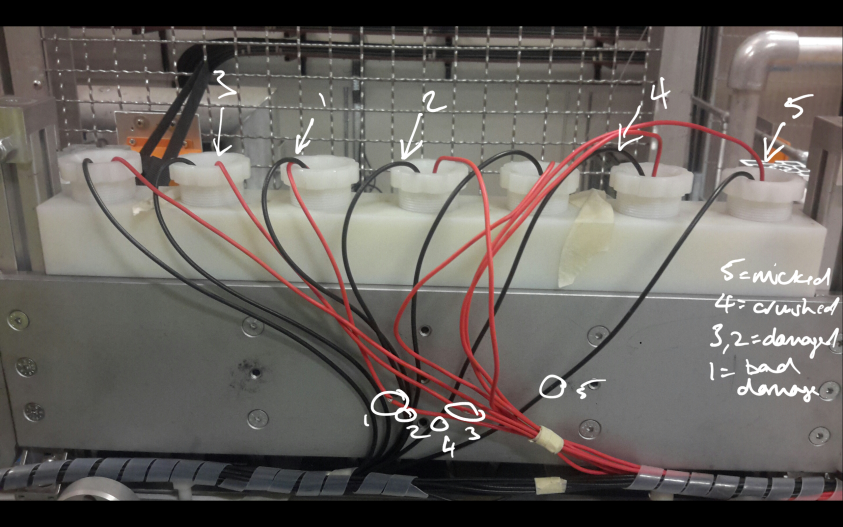 3 1 2 4 5
5=nicked
4=crushed
3,2=damaged
1=bad
damage
1 2 4 3 5